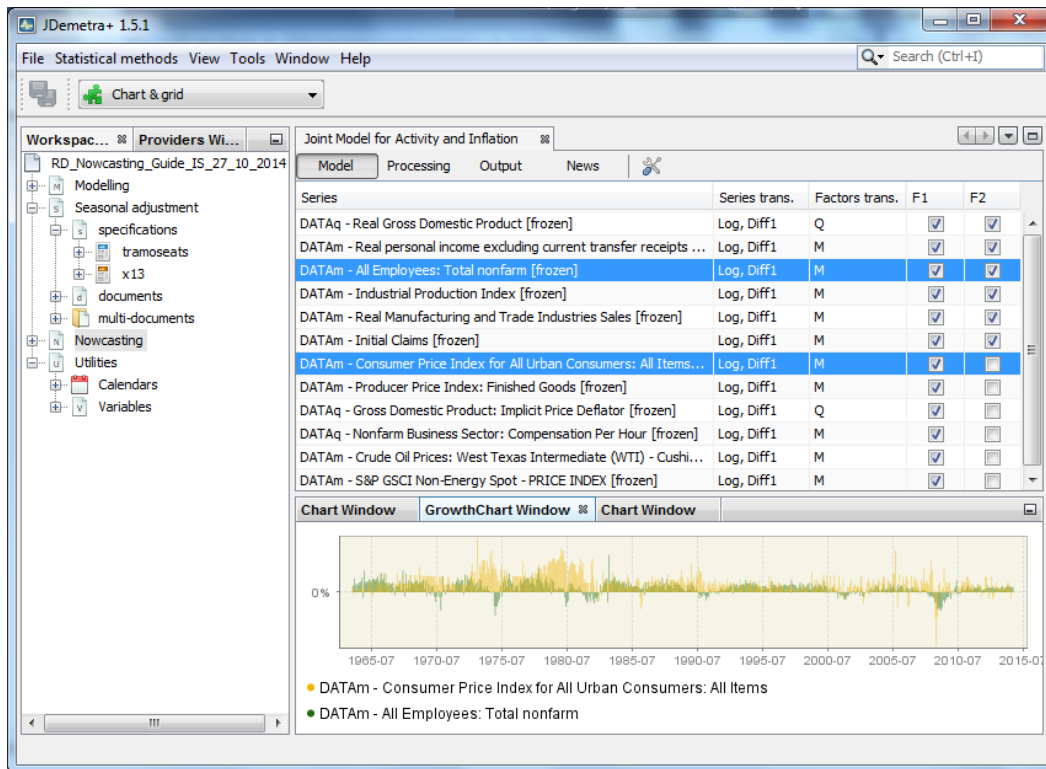 JDemetra+ 1.5.1
File Statistical methods View Tools Window Help
Search (Ctrl+I)
Chart & grid
Workspac... Providers Wi...
RD_Nowcasting_Guide_IS_27_10_2014
Modelling
Seasonal adjustment
specifications
tramoseats
x13
documents
multi-documents
Nowcasting
Utilities
Calendars
Variables
Joint Model for Activity and Inflation
Model Processing Output News
Series Series trans. Factors trans. F1 F2
DATAq - Real Gross Domestic Product [frozen] Log, Diff1 Q
DATAm - Real personal income excluding current transfer receipts ... Log, Diff1 M
DATAm - All Employees: Total nonfarm [frozen] Log, Diff1 M
DATAm - Industrial Production Index [frozen] Log, Diff1 M
DATAm - Real Manufacturing and Trade Industries Sales [frozen] Log, Diff1 M
DATAm - Initial Claims [frozen] Log, Diff1 M
DATAm - Consumer Price Index for All Urban Consumers: All Items... Log, Diff1 M
DATAm - Producer Price Index: Finished Goods [frozen] Log, Diff1 M
DATAq - Gross Domestic Product: Implicit Price Deflator [frozen] Log, Diff1 Q
DATAq - Nonfarm Business Sector: Compensation Per Hour [frozen] Log, Diff1 M
DATAm - Crude Oil Prices: West Texas Intermediate (WTI) - Cushi... Log, Diff1 M
DATAm - S&P GSCI Non-Energy Spot - PRICE INDEX [frozen] Log, Diff1 M
Chart Window GrowthChart Window Chart Window
0%
1965-07 1970-07 1975-07 1980-07 1985-07 1990-07 1995-07 2000-07 2005-07 2010-07 2015-07
DATAm - Consumer Price Index for All Urban Consumers: All Items
DATAm - All Employees: Total nonfarm